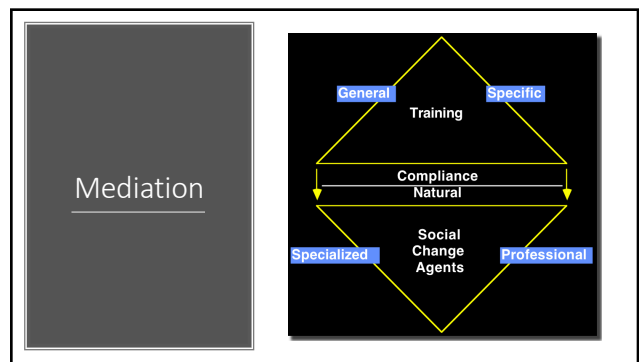 Mediation
General
Specific
Training
Compliance
Natural
Social
Change
Agents
Specialized
Professional